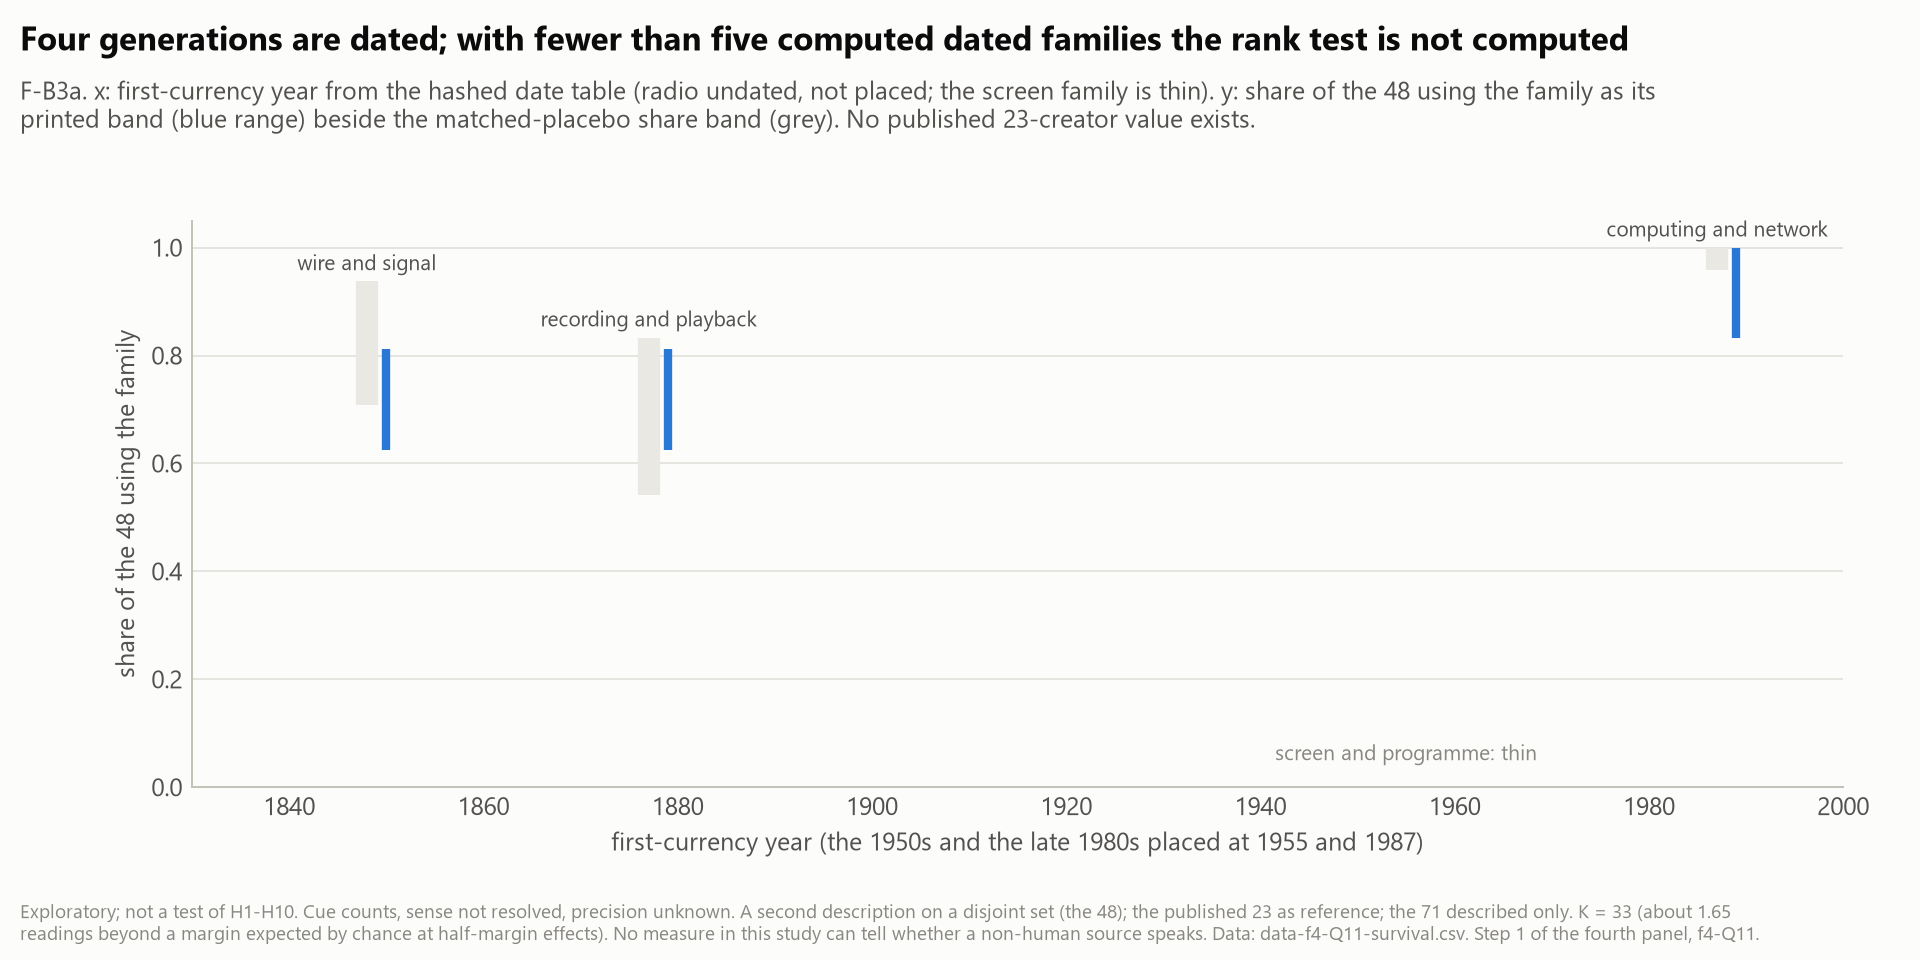 Four generations are dated; with fewer than five computed dated families the rank test is not computed
F-B3a. x: first-currency year from the hashed date table (radio undated, not placed; the screen family is thin). y: share of the 48 using the family as its
printed band (blue range) beside the matched-placebo share band (grey). No published 23-creator value exists.
computing and network
wire and signal
recording and playback
screen and programme: thin
share of the 48 using the family
1.0
0.8
0.6
0.4
0.2
0.0
1840 1860 1880 1900 1920 1940 1960 1980 2000
first-currency year (the 1950s and the late 1980s placed at 1955 and 1987)
Exploratory; not a test of H1-H10. Cue counts, sense not resolved, precision unknown. A second description on a disjoint set (the 48); the published 23 as reference; the 71 described only. K = 33 (about 1.65
readings beyond a margin expected by chance at half-margin effects). No measure in this study can tell whether a non-human source speaks. Data: data-f4-Q11-survival.csv. Step 1 of the fourth panel, f4-Q11.